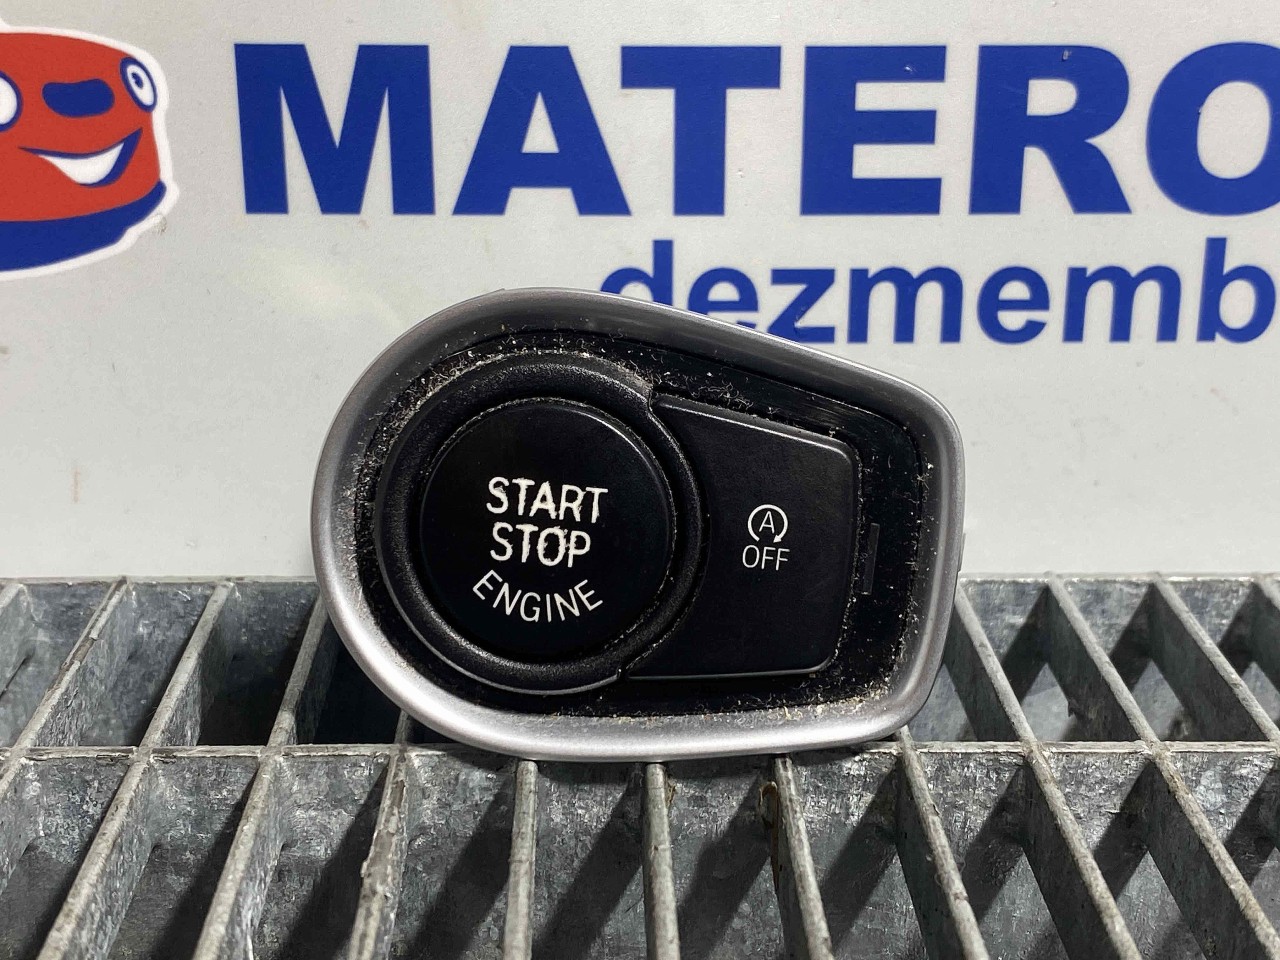 MATERO
dezmemb
START
STOP
ENGINE
A
OFF